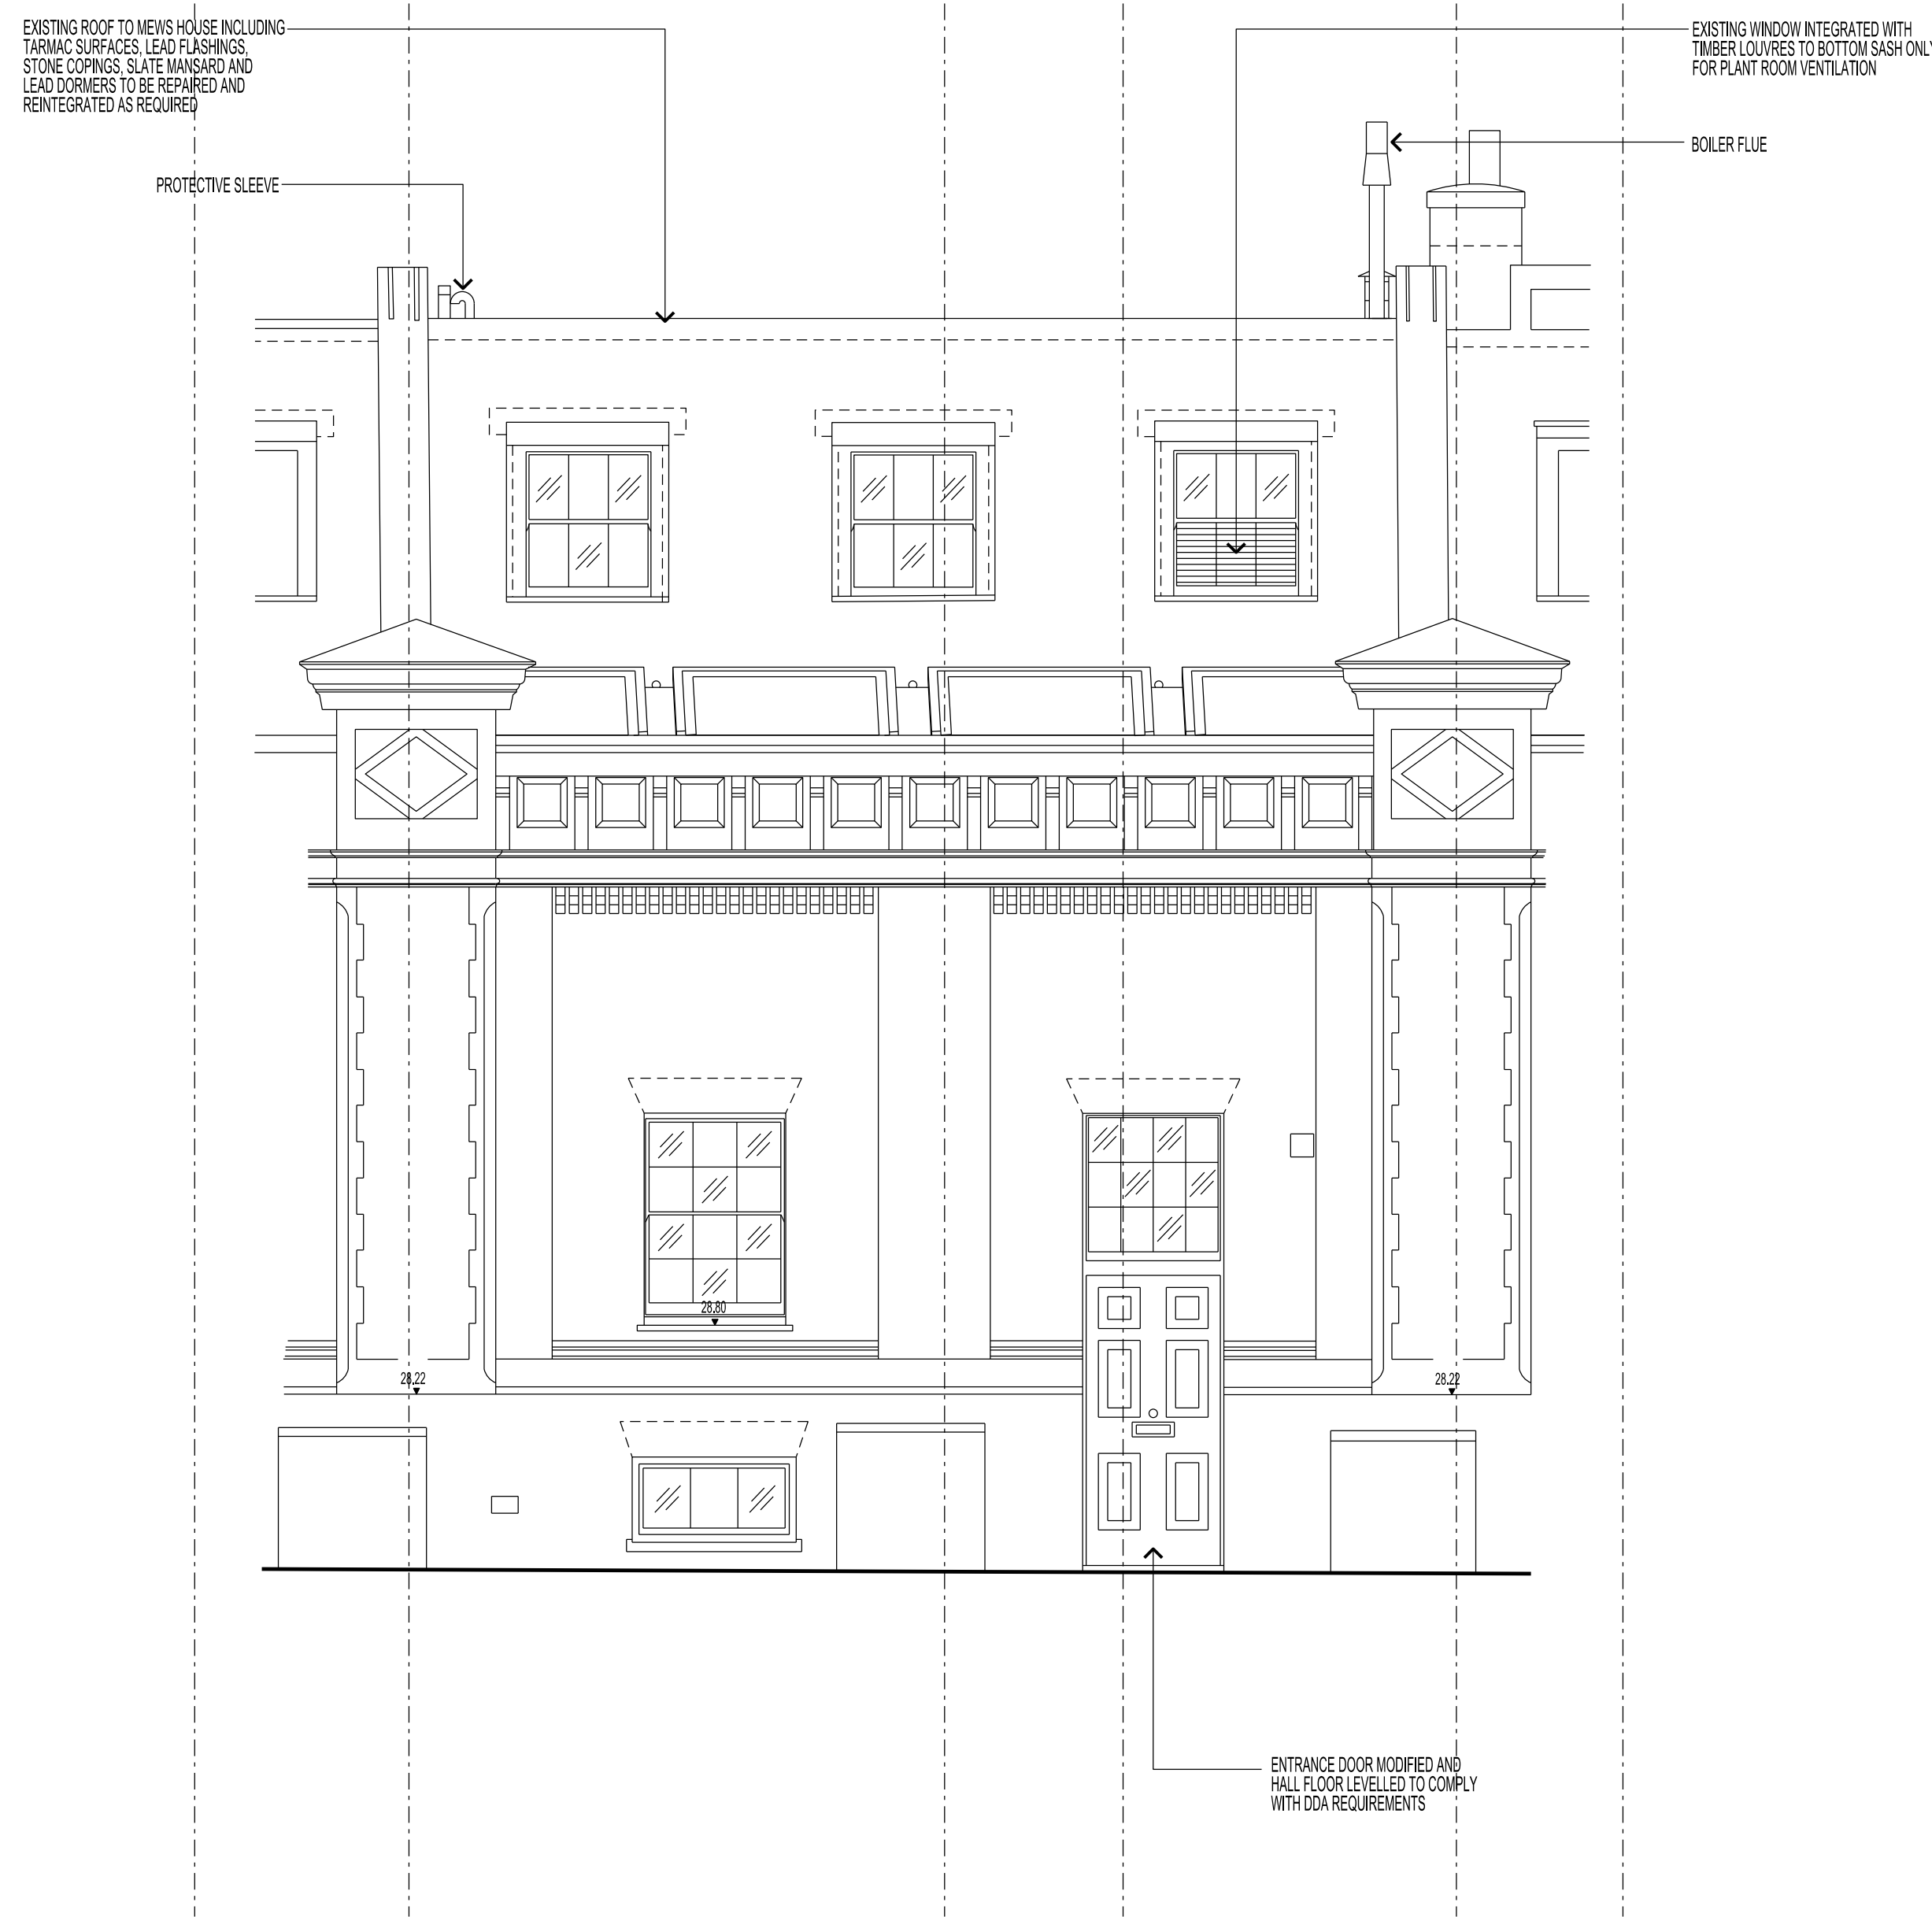 EXISTING ROOF TO MEWS HOUSE INCLUDING
TARMAC SURFACES, LEAD FLASHINGS,
STONE COPINGS, SLATE MANSARD AND
LEAD DORMERS TO BE REPAIRED AND
REINTEGRATED AS REQUIRED
EXISTING WINDOW INTEGRATED WITH
TIMBER LOUVRES TO BOTTOM SASH ONLY
FOR PLANT ROOM VENTILATION
BOILER FLUE
PROTECTIVE SLEEVE
28.80
28.22
28.22
ENTRANCE DOOR MODIFIED AND
HALL FLOOR LEVELLED TO COMPLY
WITH DDA REQUIREMENTS